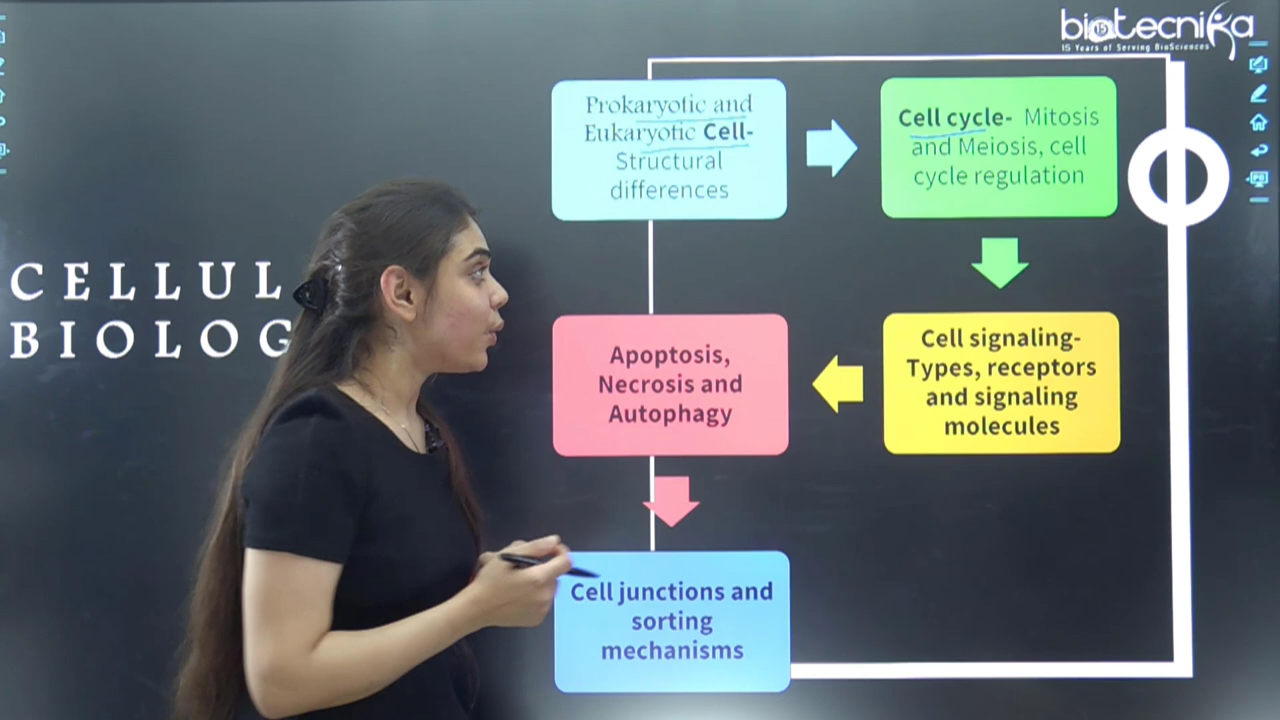 biotecnika
15 Years of Serving BioSciences
CELLUL
BIOLOG
Prokaryotic and
Eukaryotic Cell-
Structural
differences
Cell cycle- Mitosis
and Meiosis, cell
cycle regulation
Cell signaling-
Types, receptors
and signaling
molecules
Apoptosis,
Necrosis and
Autophagy
Cell junctions and
sorting
mechanisms